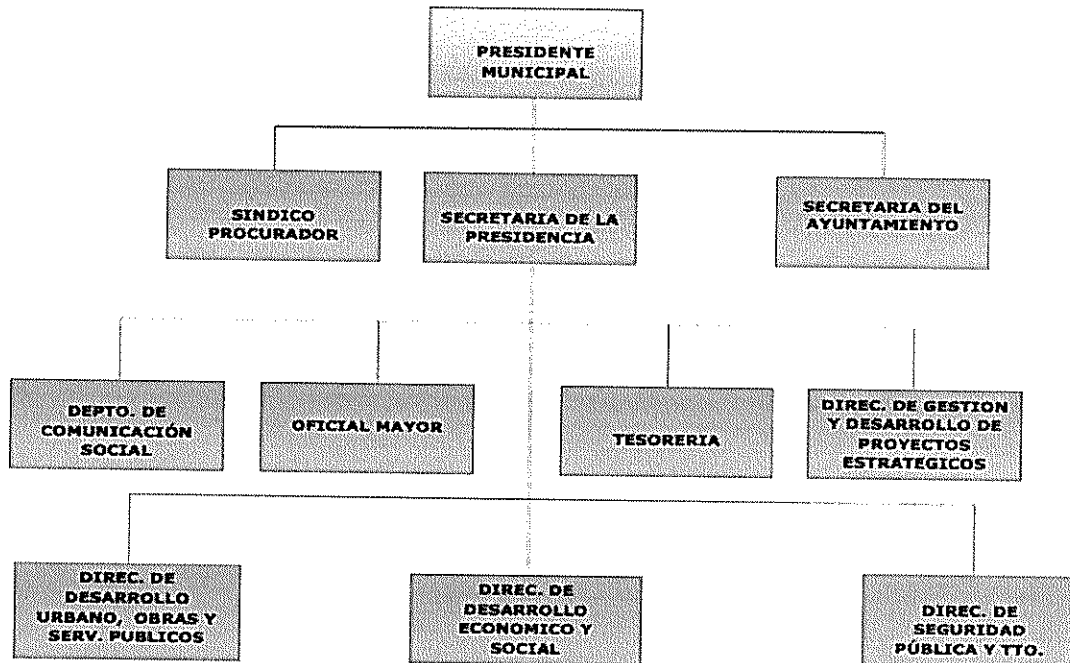 PRESIDENTE
MUNICIPAL
SINDICO
PROCURADOR
SECRETARIA DE LA
PRESIDENCIA
SECRETARIA DEL
AYUNTAMIENTO
DEPTO. DE
COMUNICACIÓN
SOCIAL
OFICIAL MAYOR
TESORERIA
DIREC. DE GESTION
Y DESARROLLO DE
PROYECTOS
ESTRATEGICOS
DIREC. DE
DESARROLLO
URBANO, OBRAS Y
SERV. PUBLICOS
DIREC. DE
DESARROLLO
ECONOMICO Y
SOCIAL
DIREC. DE
SEGURIDAD
PÚBLICA Y TTO.